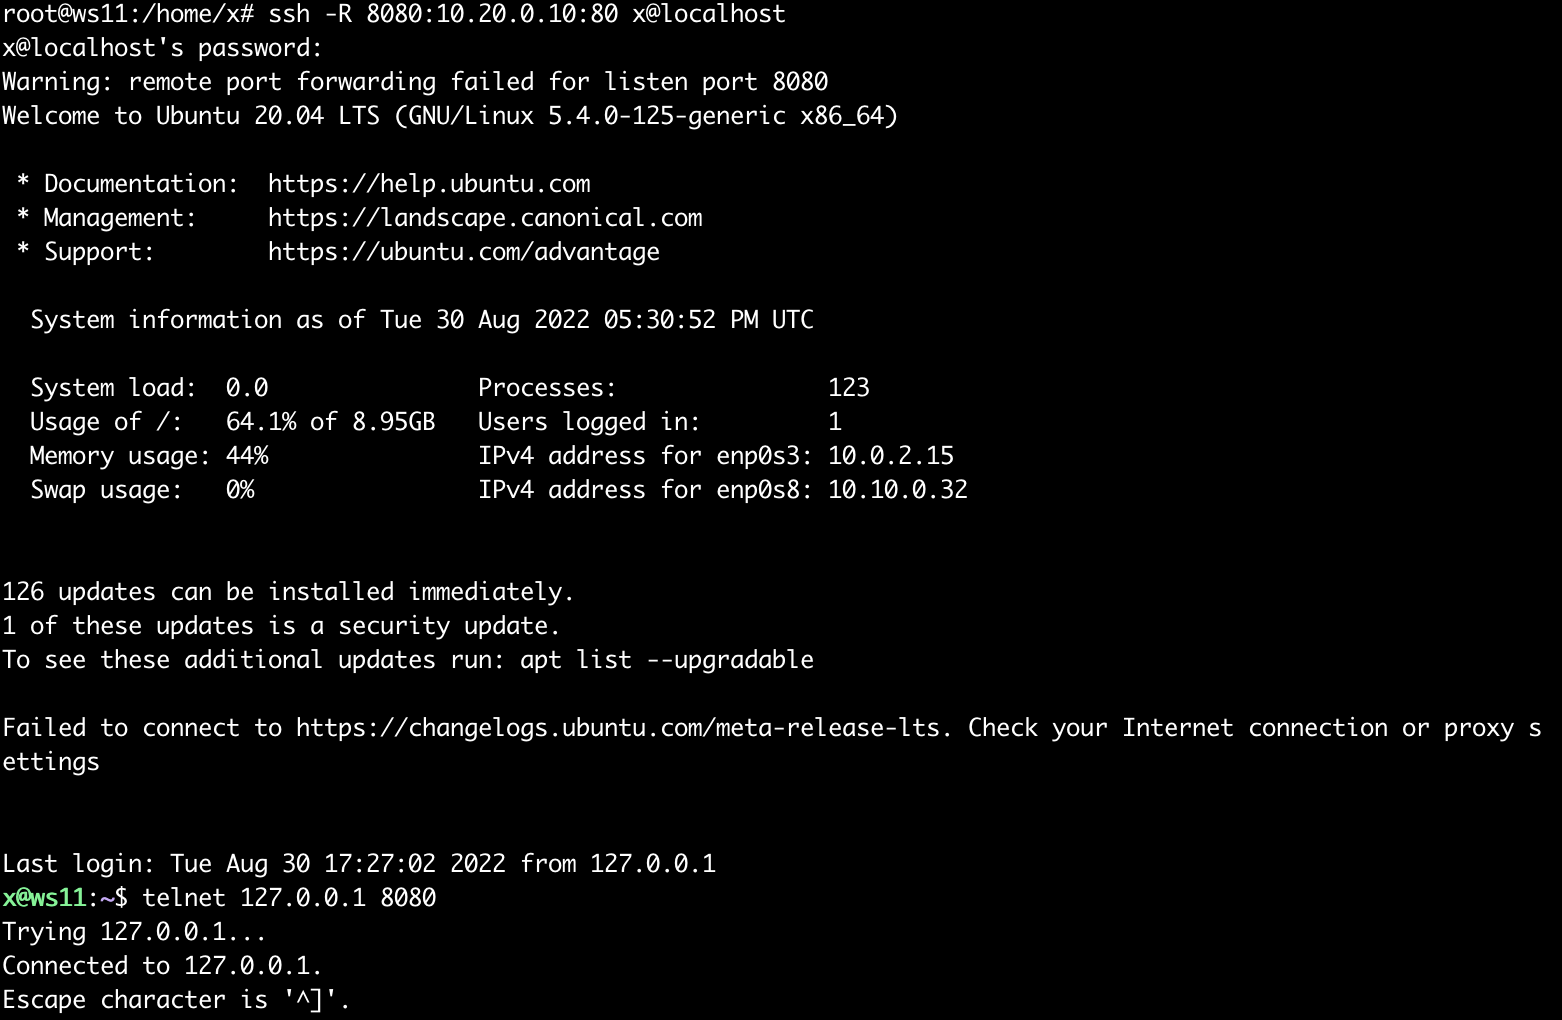 root@ws11:/home/x# ssh -R 8080:10.20.0.10:80 x@localhost
x@localhost's password:
Warning: remote port forwarding failed for listen port 8080
Welcome to Ubuntu 20.04 LTS (GNU/Linux 5.4.0-125-generic x86_64)

 * Documentation:  https://help.ubuntu.com
 * Management:     https://landscape.canonical.com
 * Support:        https://ubuntu.com/advantage

  System information as of Tue 30 Aug 2022 05:30:52 PM UTC

  System load:  0.0               Processes:               123
  Usage of /:   64.1% of 8.95GB   Users logged in:         1
  Memory usage: 44%               IPv4 address for enp0s3: 10.0.2.15
  Swap usage:   0%                IPv4 address for enp0s8: 10.10.0.32


126 updates can be installed immediately.
1 of these updates is a security update.
To see these additional updates run: apt list --upgradable

Failed to connect to https://changelogs.ubuntu.com/meta-release-lts. Check your Internet connection or proxy s
ettings


Last login: Tue Aug 30 17:27:02 2022 from 127.0.0.1
x@ws11:~$ telnet 127.0.0.1 8080
Trying 127.0.0.1...
Connected to 127.0.0.1.
Escape character is '^]'.